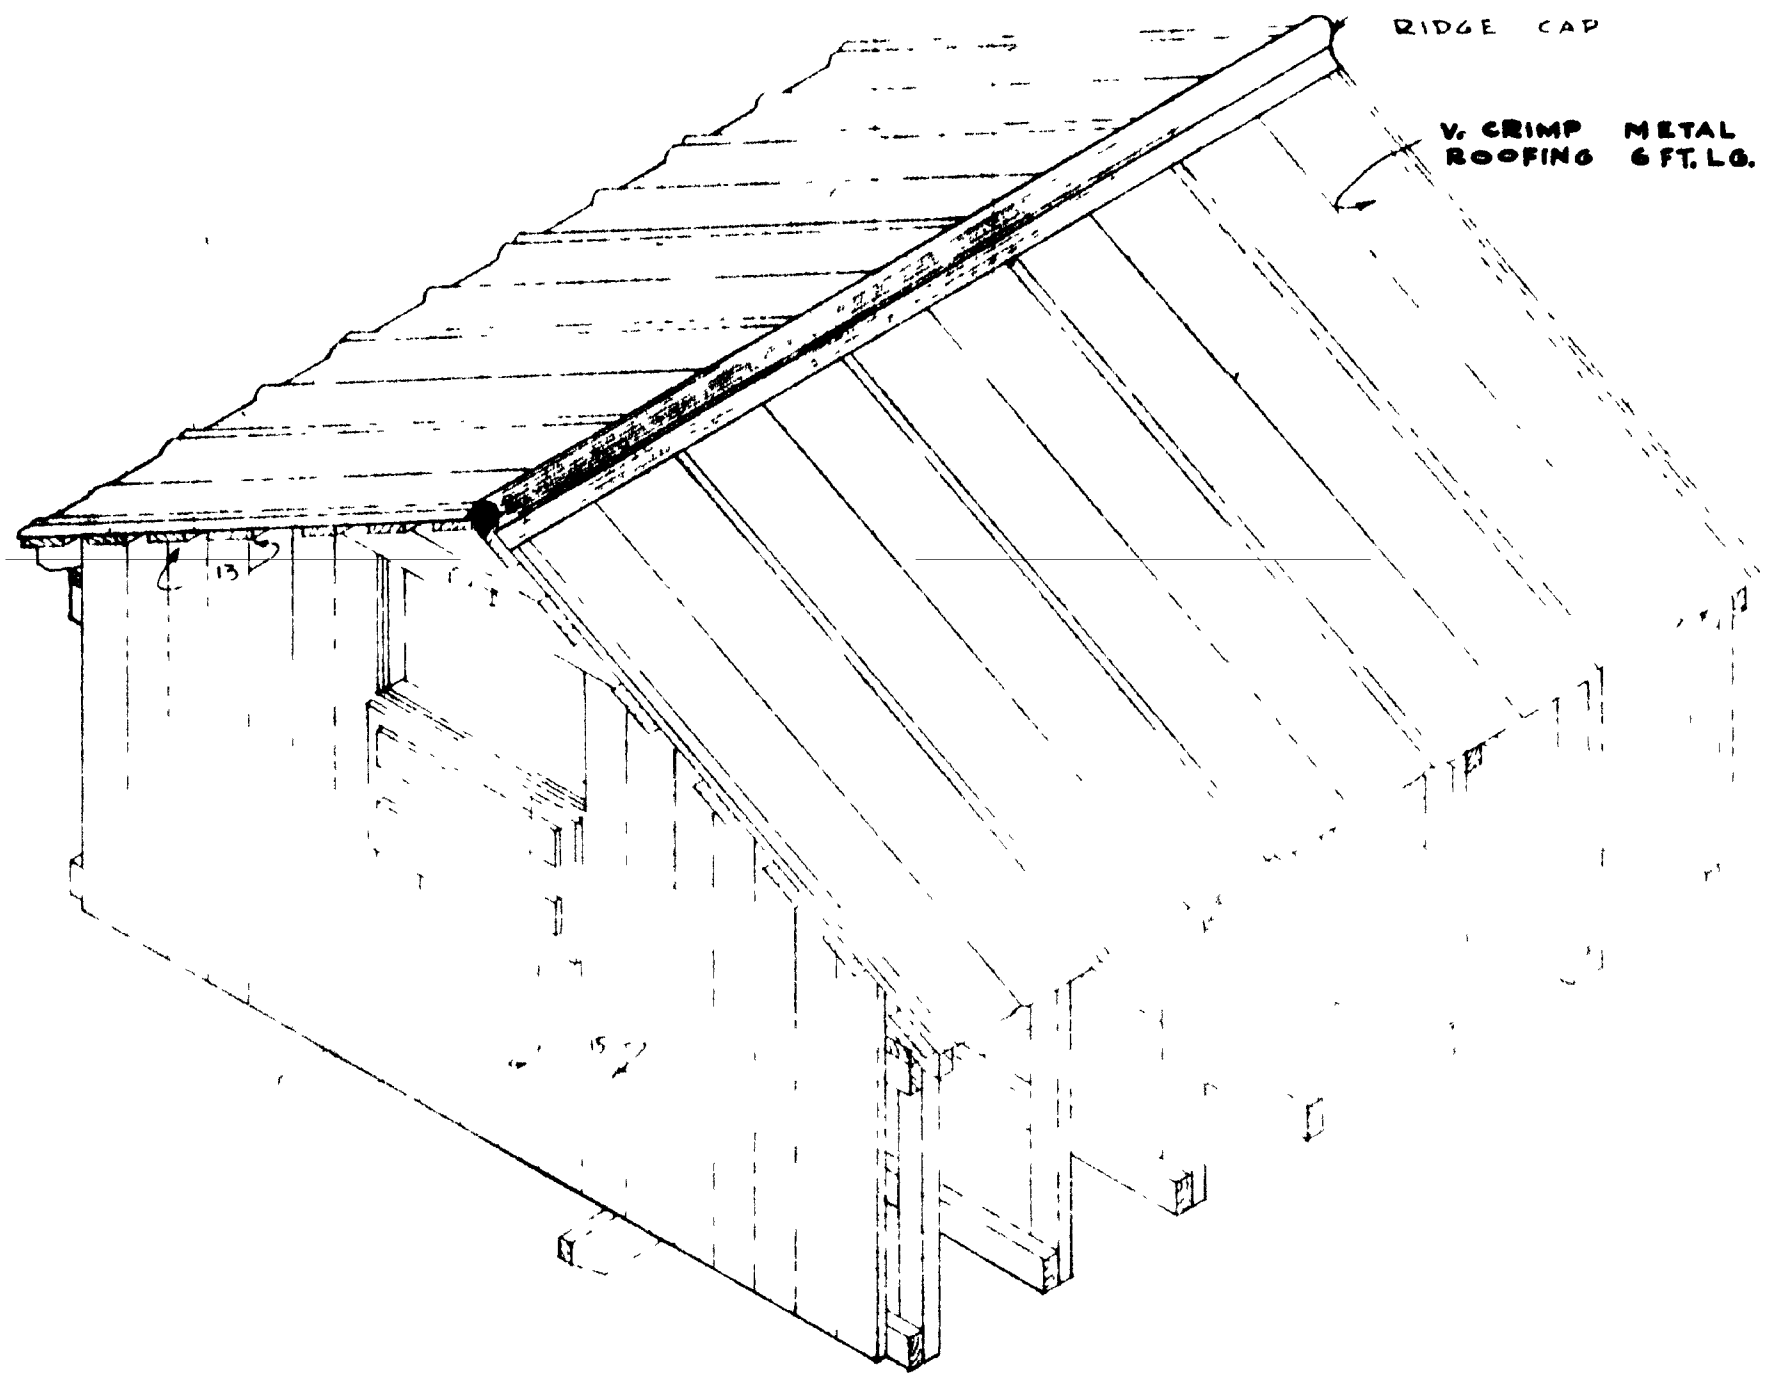 RIDGE CAP
V. CRIMP METAL
ROOFING 6 FT. LG.
13
15